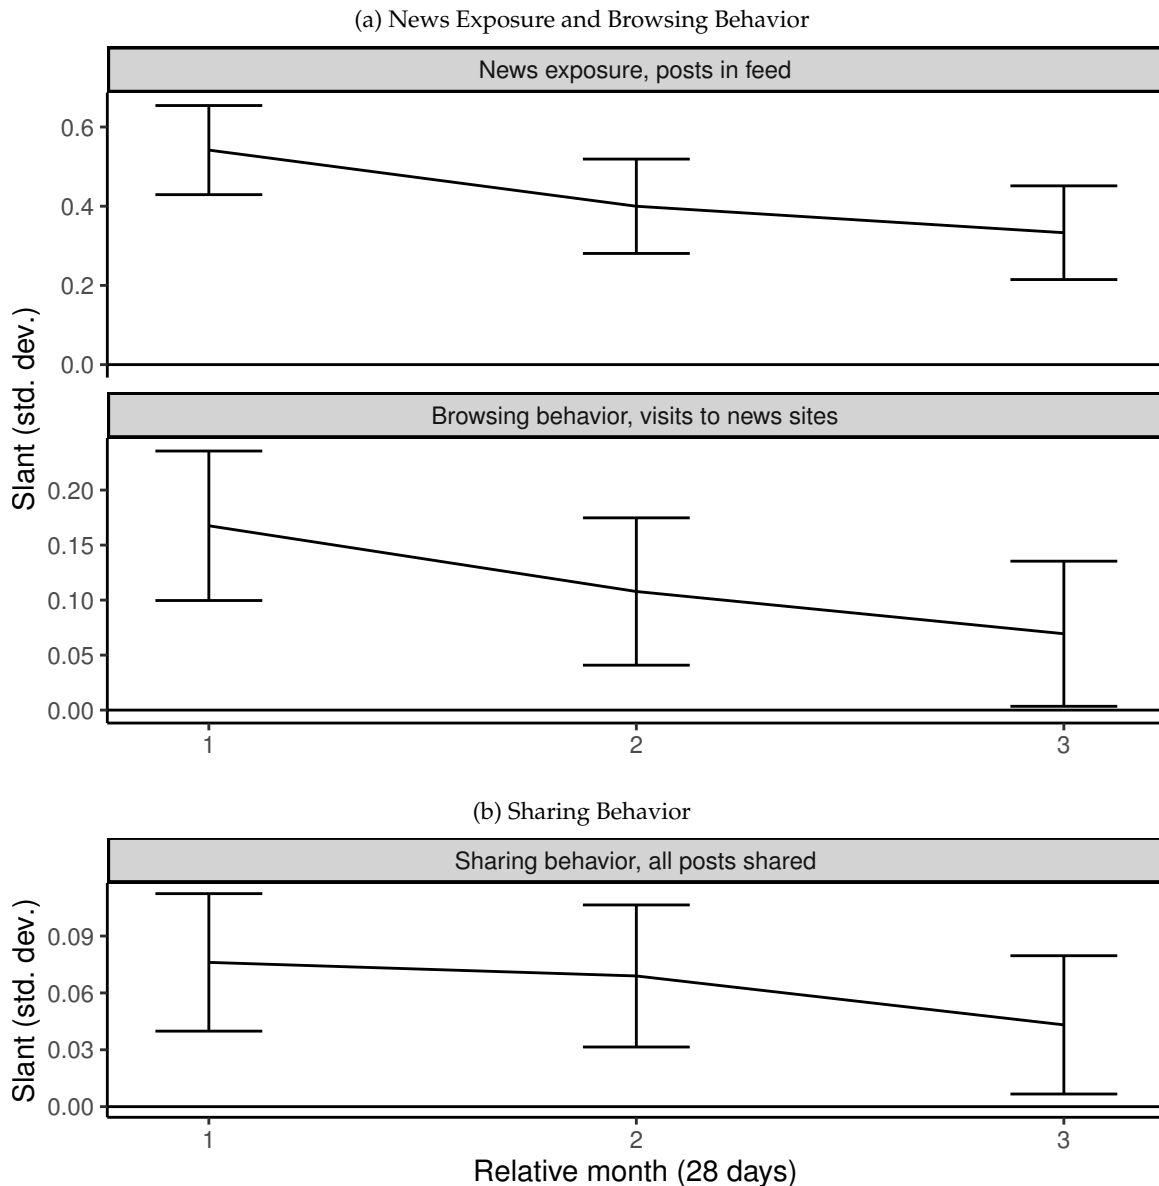 (a) News Exposure and Browsing Behavior
News exposure, posts in feed
0.6
0.4
0.2
0.0
Slant (std. dev.)
Browsing behavior, visits to news sites
0.20
0.15
0.10
0.05
0.00
1 2 3
(b) Sharing Behavior
Sharing behavior, all posts shared
Slant (std. dev.)
0.09
0.06
0.03
0.00
1 2 3
Relative month (28 days)